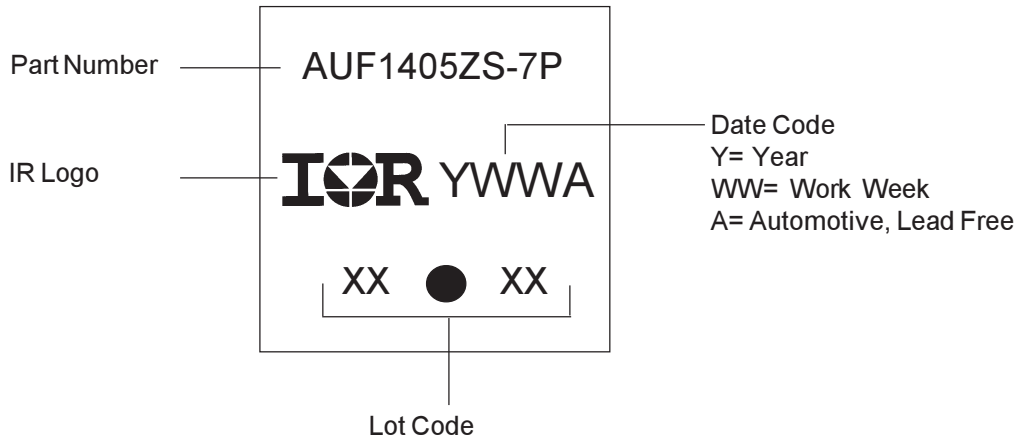 Part Number
AUF1405ZS-7P
IR Logo
IOR YWWA
Date Code
Y= Year
WW= Work Week
A= Automotive, Lead Free
XX XX
Lot Code